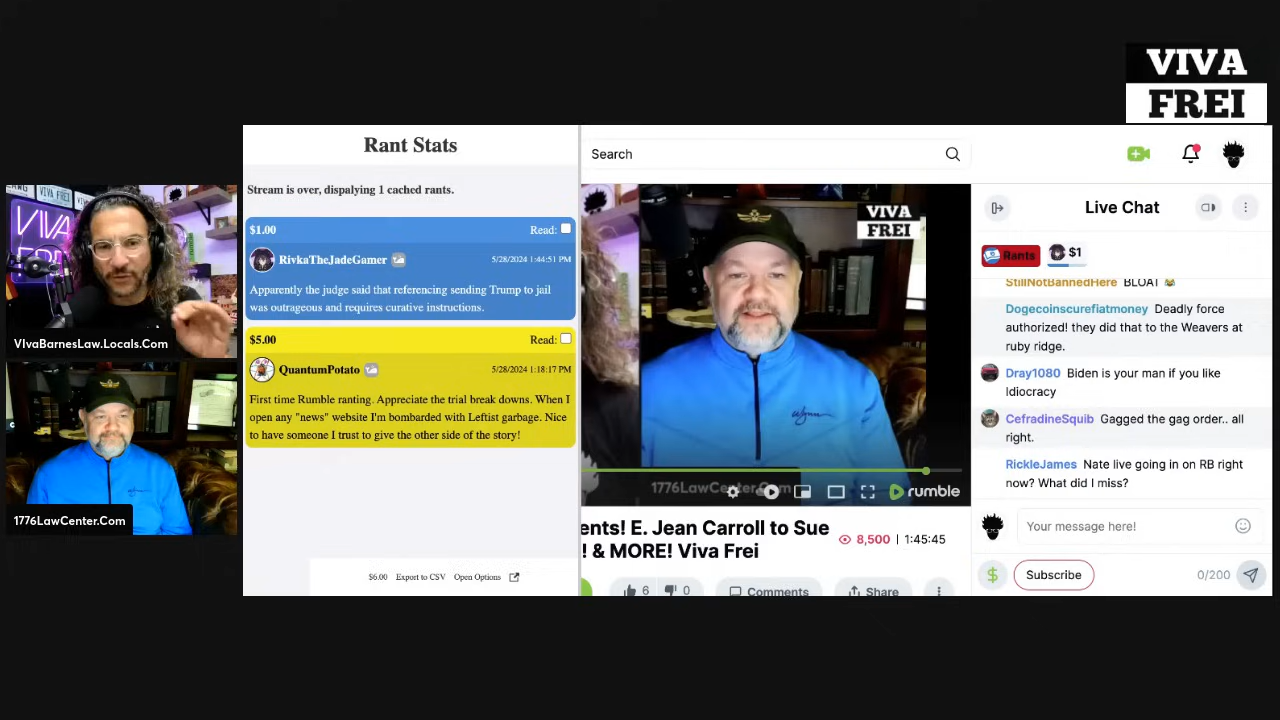 VIVA
FREI
VIVA
VIvaBarnesLaw.Locals.Com
1776LawCenter.Com
Rant Stats
Stream is over, dispalying 1 cached rants.
$1.00 Read:
RivkaTheJadeGamer 5/28/2024 1:44:51 PM
Apparently the judge said that referencing sending Trump to jail
was outrageous and requires curative instructions.
$5.00 Read:
QuantumPotato 5/28/2024 1:18:17 PM
First time Rumble ranting. Appreciate the trial break downs. When I
open any "news" website I'm bombarded with Leftist garbage. Nice
to have someone I trust to give the other side of the story!
$6.00 Export to CSV Open Options
Search
VIVA
FREI
1776LawCenter.Com
rumble
ents! E. Jean Carroll to Sue
! & MORE! Viva Frei
8,500 | 1:45:45
6 0 Comments Share
Live Chat
Rants $1
StillNotBannedHere BLOAT
Dogecoinscurefiatmoney Deadly force
authorized! they did that to the Weavers at
ruby ridge.
Dray1080 Biden is your man if you like
Idiocracy
CefradineSquib Gagged the gag order.. all
right.
RickleJames Nate live going in on RB right
now? What did I miss?
Your message here!
$ Subscribe 0/200